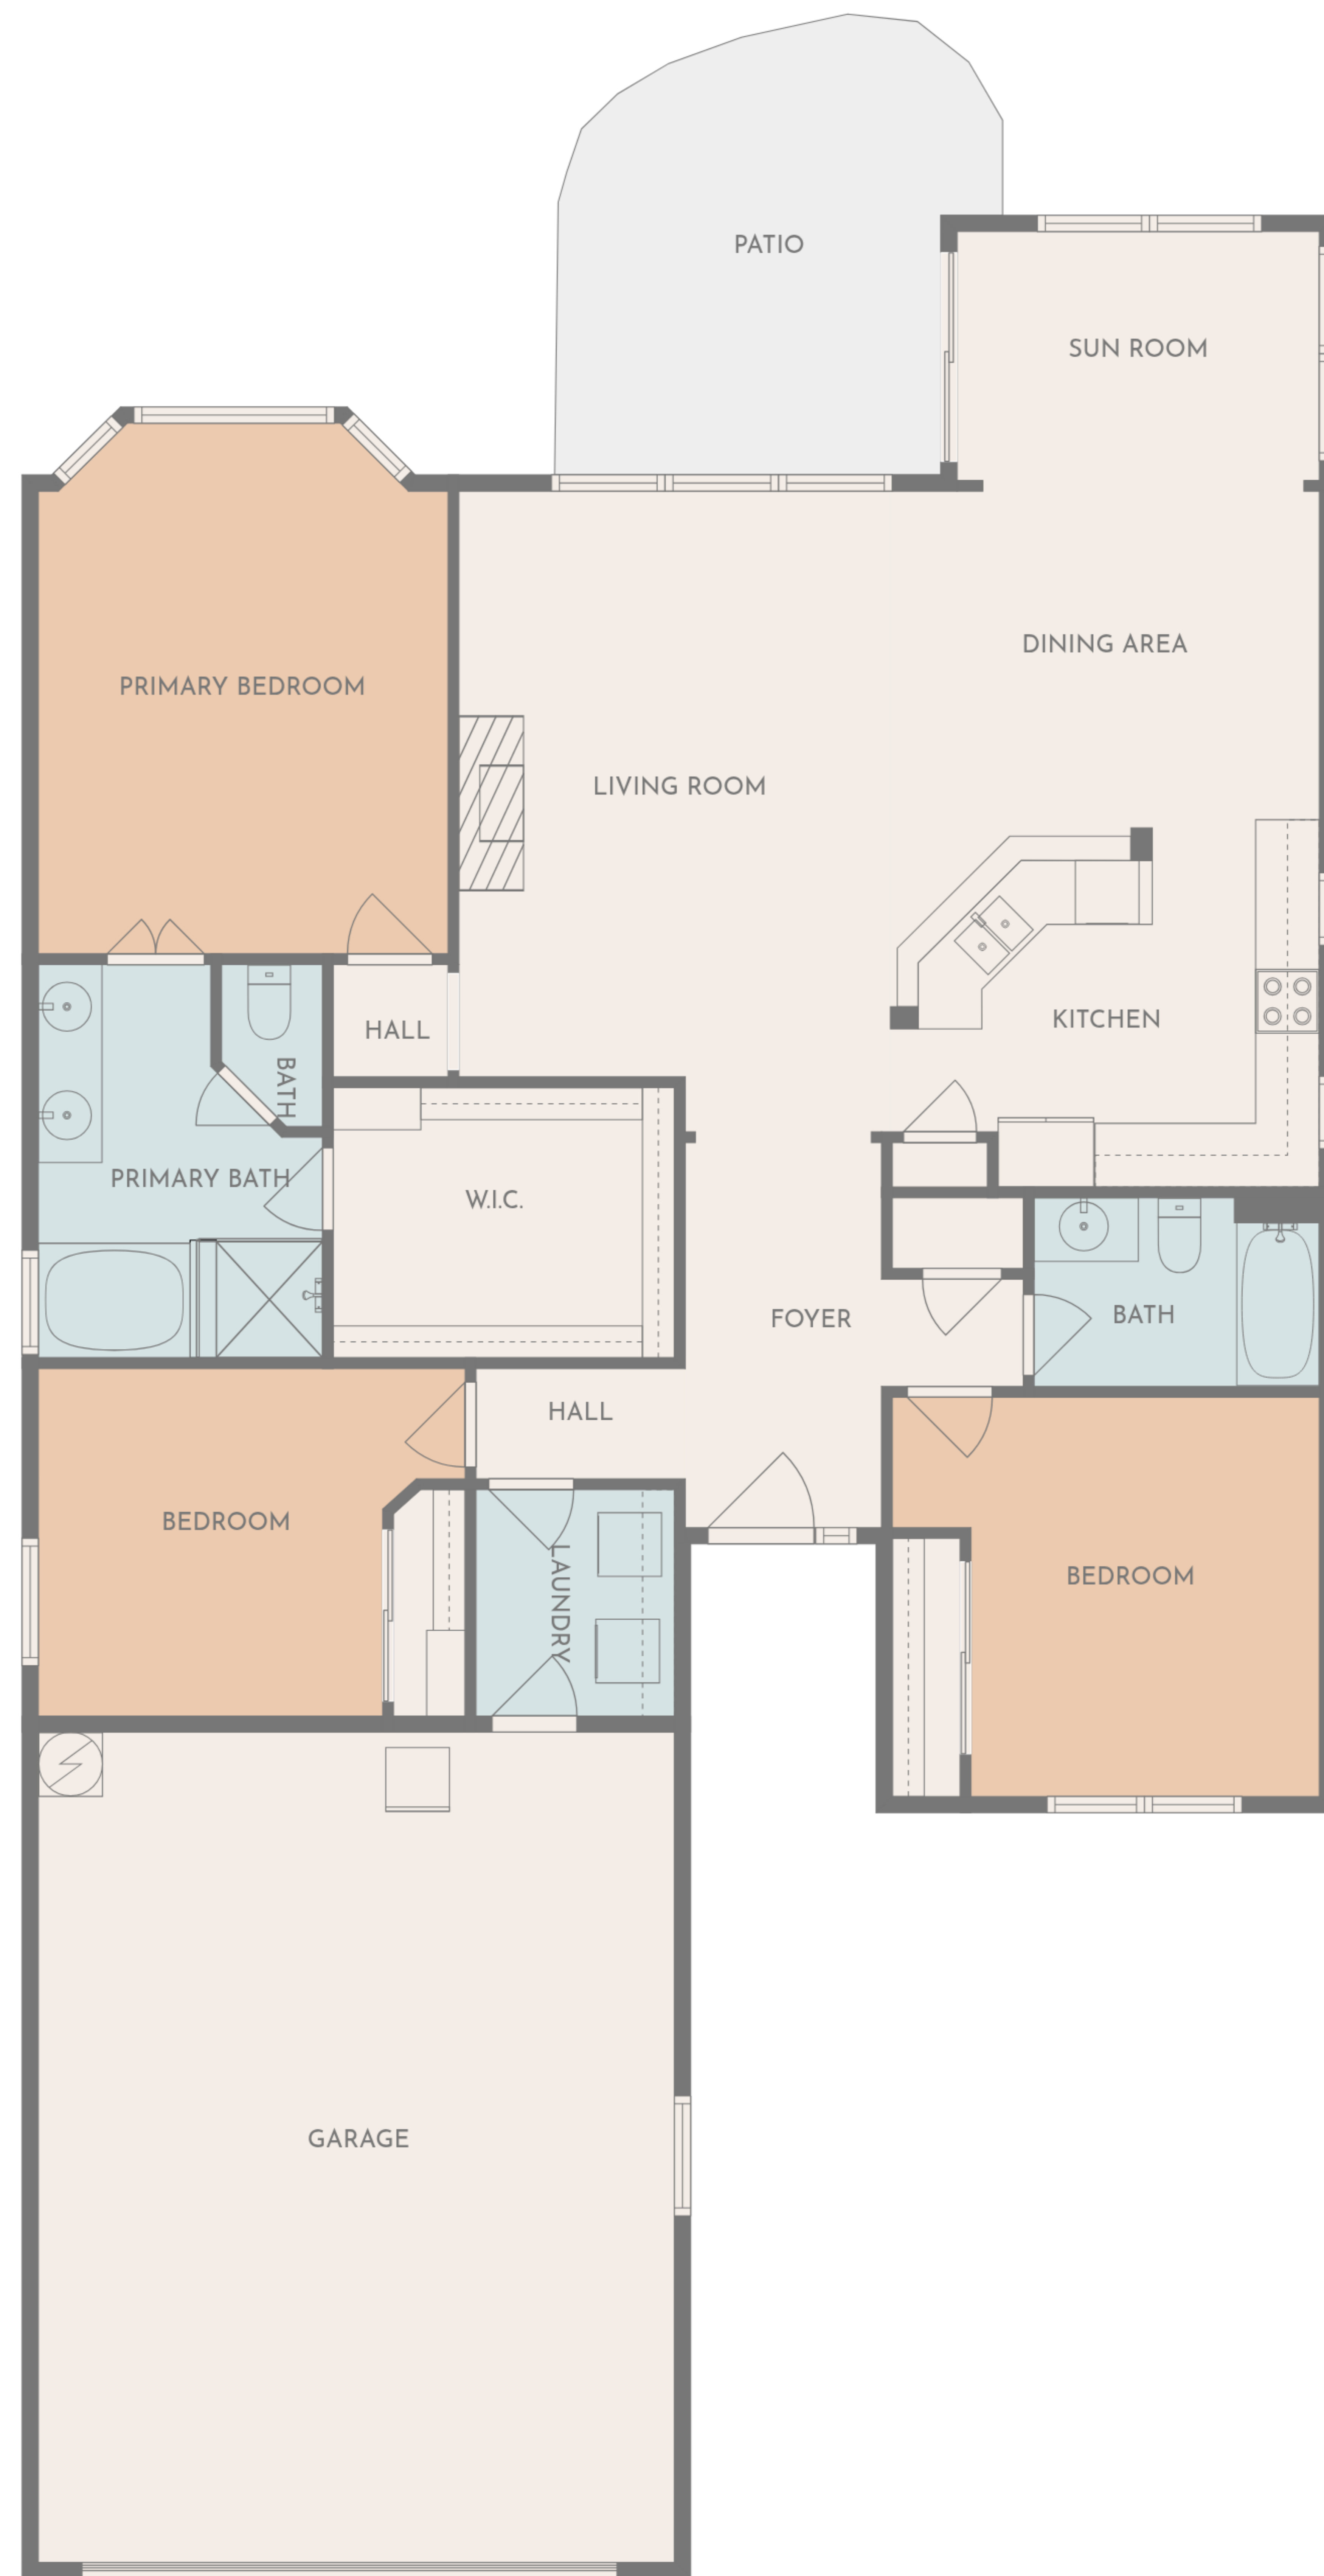 PATIO
SUN ROOM
DINING AREA
PRIMARY BEDROOM
LIVING ROOM
KITCHEN
HALL
BATH
PRIMARY BATH
W.I.C.
BATH
FOYER
HALL
BEDROOM
LAUNDRY
BEDROOM
GARAGE